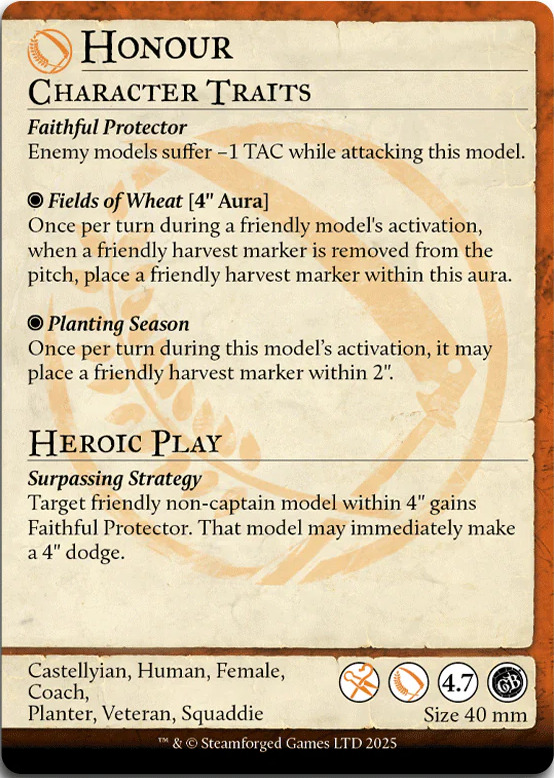 Honour
Character Traits
Faithful Protector
Enemy models suffer –1 TAC while attacking this model.
Fields of Wheat [4" Aura]
Once per turn during a friendly model's activation,
when a friendly harvest marker is removed from the
pitch, place a friendly harvest marker within this aura.
Planting Season
Once per turn during this model’s activation, it may
place a friendly harvest marker within 2".
Heroic Play
Surpassing Strategy
Target friendly non-captain model within 4" gains
Faithful Protector. That model may immediately make
a 4" dodge.
Castellyian, Human, Female,
Coach,
Planter, Veteran, Squaddie
4.7
GB
Size 40 mm
™ & © Steamforged Games LTD 2025